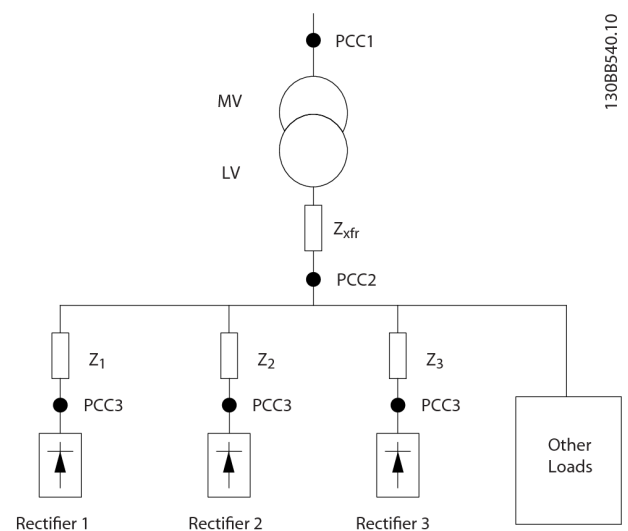 PCC1
130BB540.10
MV
LV
Zxfr
PCC2
Z1
Z2
Z3
PCC3
PCC3
PCC3
Other
Loads
Rectifier 1
Rectifier 2
Rectifier 3